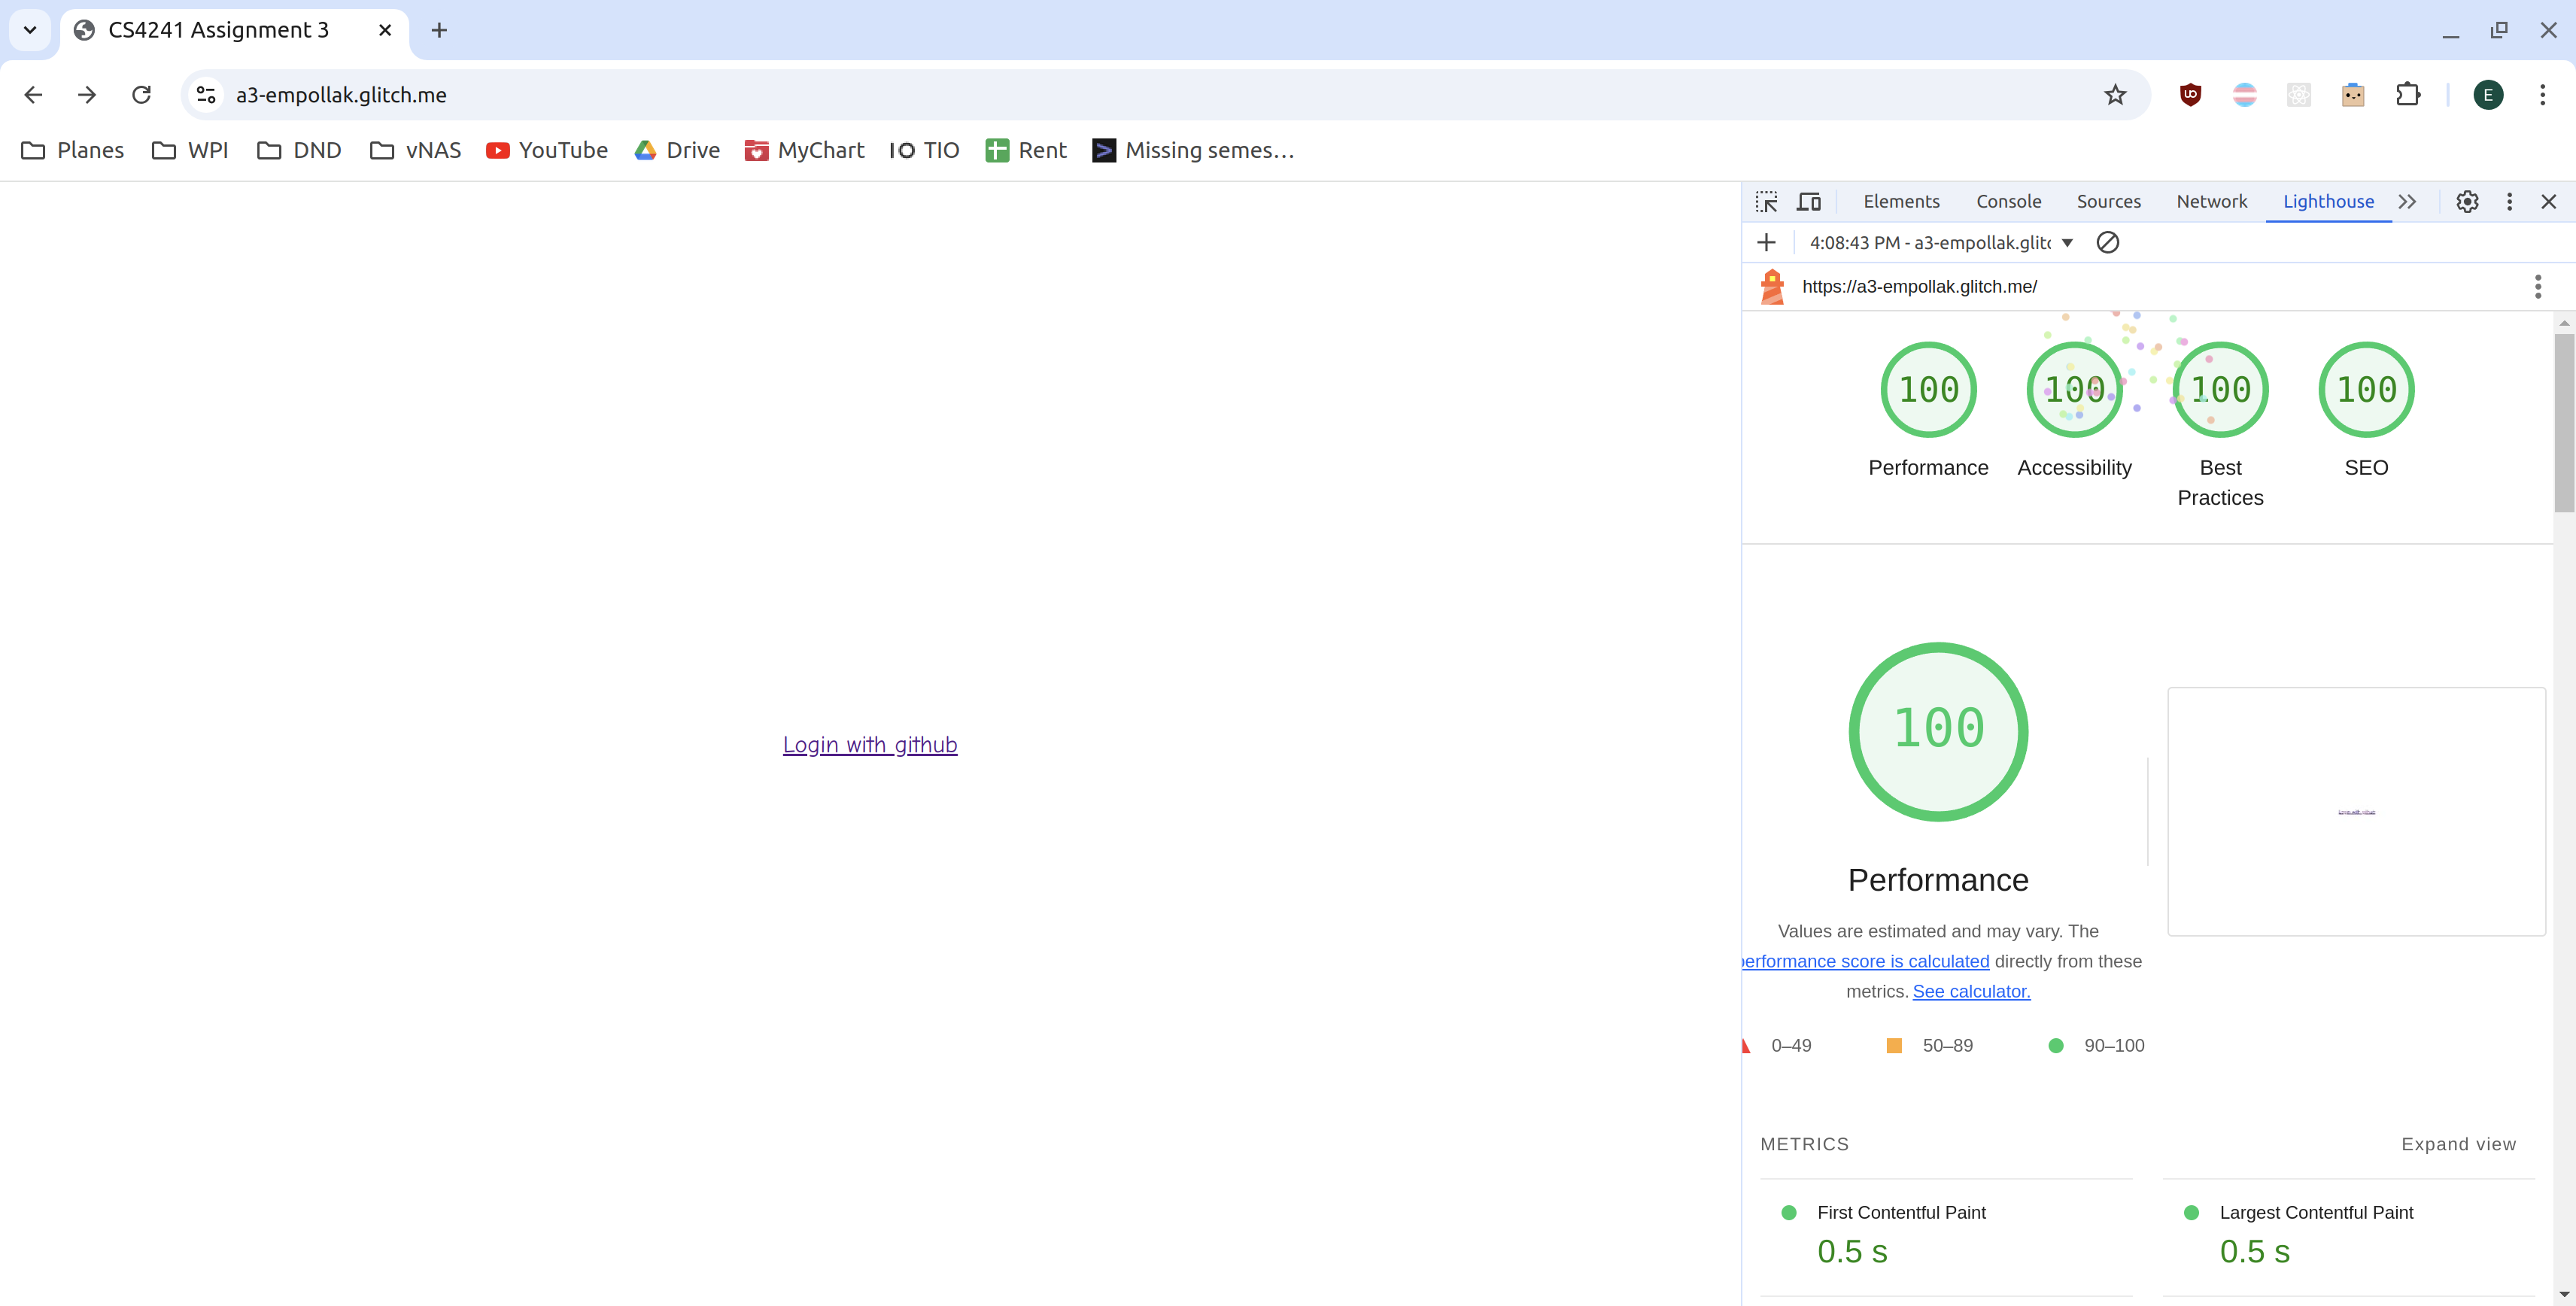 CS4241 Assignment 3
a3-empollak.glitch.me
E
Planes WPI DND vNAS YouTube Drive MyChart TIO Rent Missing semes…
Elements Console Sources Network Lighthouse
4:08:43 PM - a3-empollak.glitc
https://a3-empollak.glitch.me/
100 100 100 100
Performance Accessibility Best Practices SEO
Login with github
100
Performance
Values are estimated and may vary. The
performance score is calculated directly from these
metrics. See calculator.
0–49 50–89 90–100
METRICS Expand view
First Contentful Paint Largest Contentful Paint
0.5 s 0.5 s